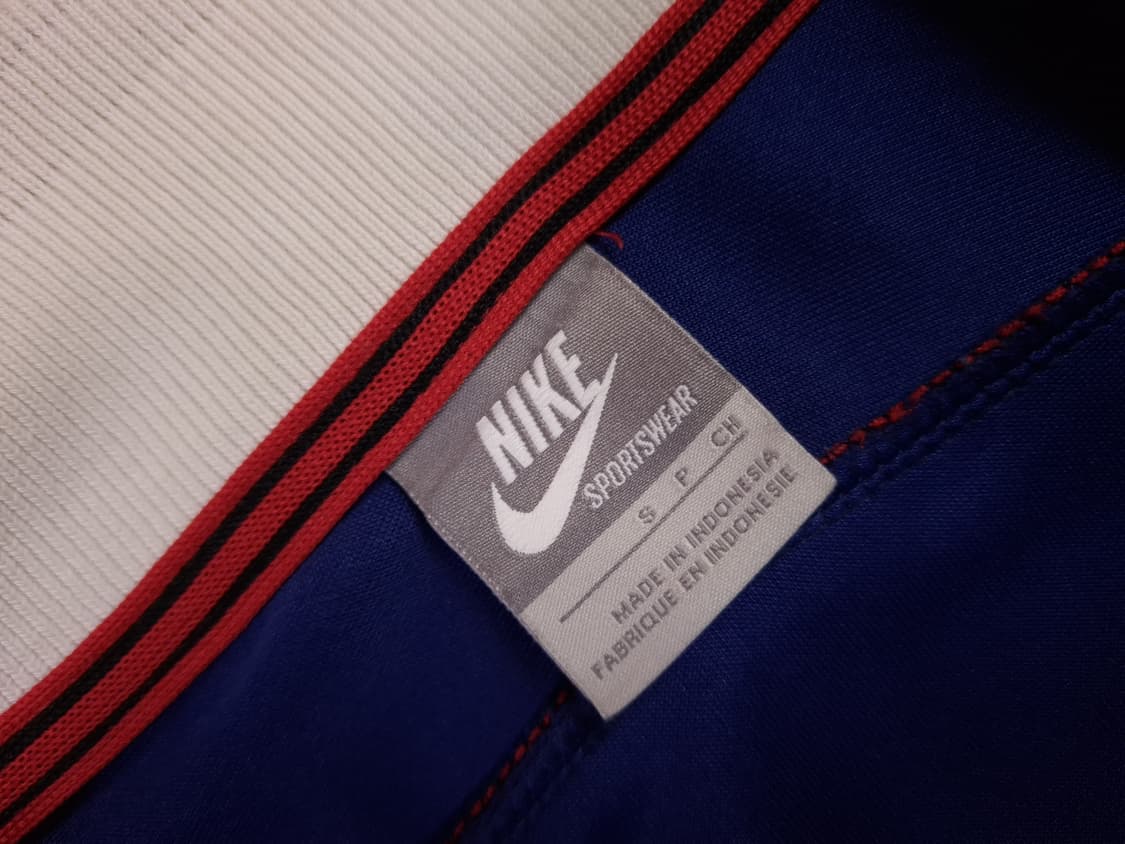 NIKE
SPORTSWEAR
S P CH
MADE IN INDONESIA
FABRIQUE EN INDONESIE